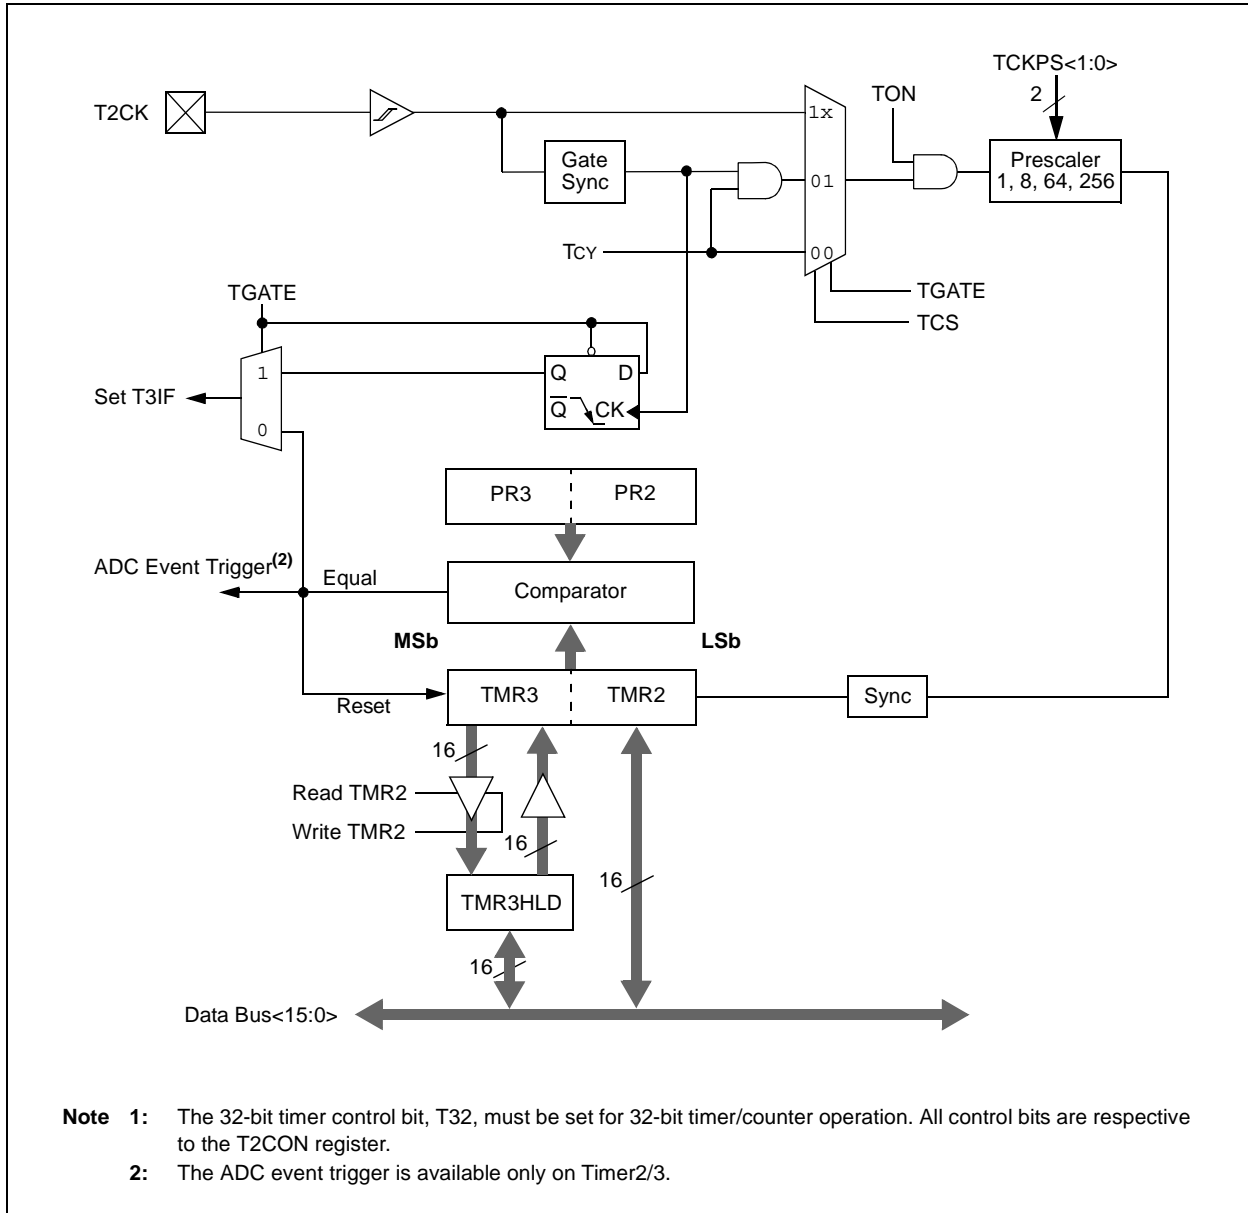 TCKPS<1:0>
2
TON
T2CK
1x
Gate
Sync
Prescaler
1, 8, 64, 256
01
TCY
00
TGATE
TGATE
TCS
1
Q
D
Set T3IF
Q
CK
0
PR3
PR2
ADC Event Trigger(2)
Equal
Comparator
MSb
LSb
TMR3
TMR2
Sync
Reset
16
Read TMR2
Write TMR2
16
16
TMR3HLD
16
Data Bus<15:0>
Note 1: The 32-bit timer control bit, T32, must be set for 32-bit timer/counter operation. All control bits are respective
to the T2CON register.
2: The ADC event trigger is available only on Timer2/3.